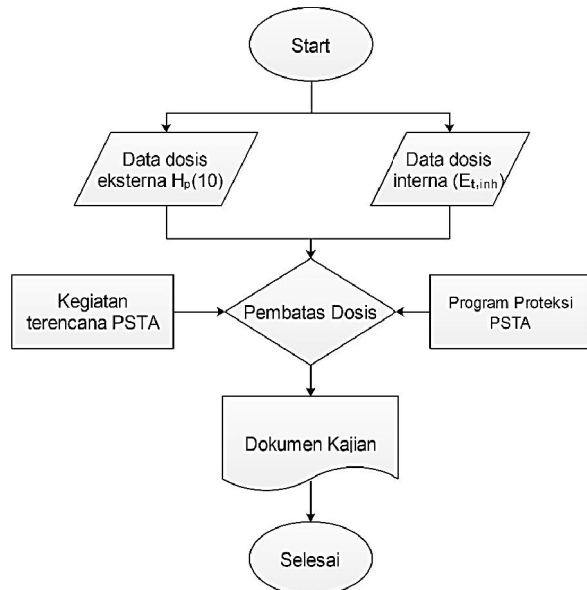 Start
Data dosis
eksterna Hₚ(10)
Data dosis
interna (Eₜ,ᵢₙₕ)
Kegiatan
terencana PSTA
Pembatas Dosis
Program Proteksi
PSTA
Dokumen Kajian
Selesai